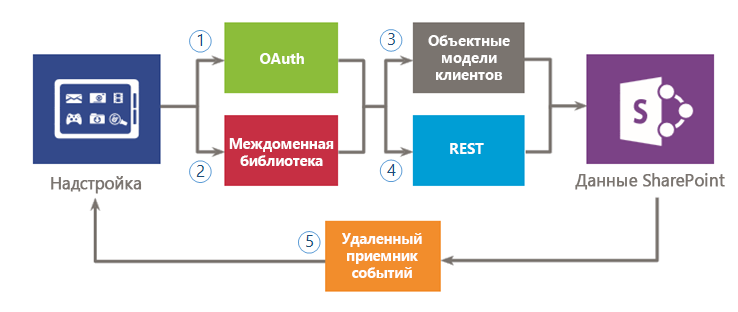 1
OAuth
3
Объектные
модели
клиентов
S
2
Междоменная
библиотека
4
REST
Надстройка
Данные SharePoint
5
Удаленный
приемник
событий